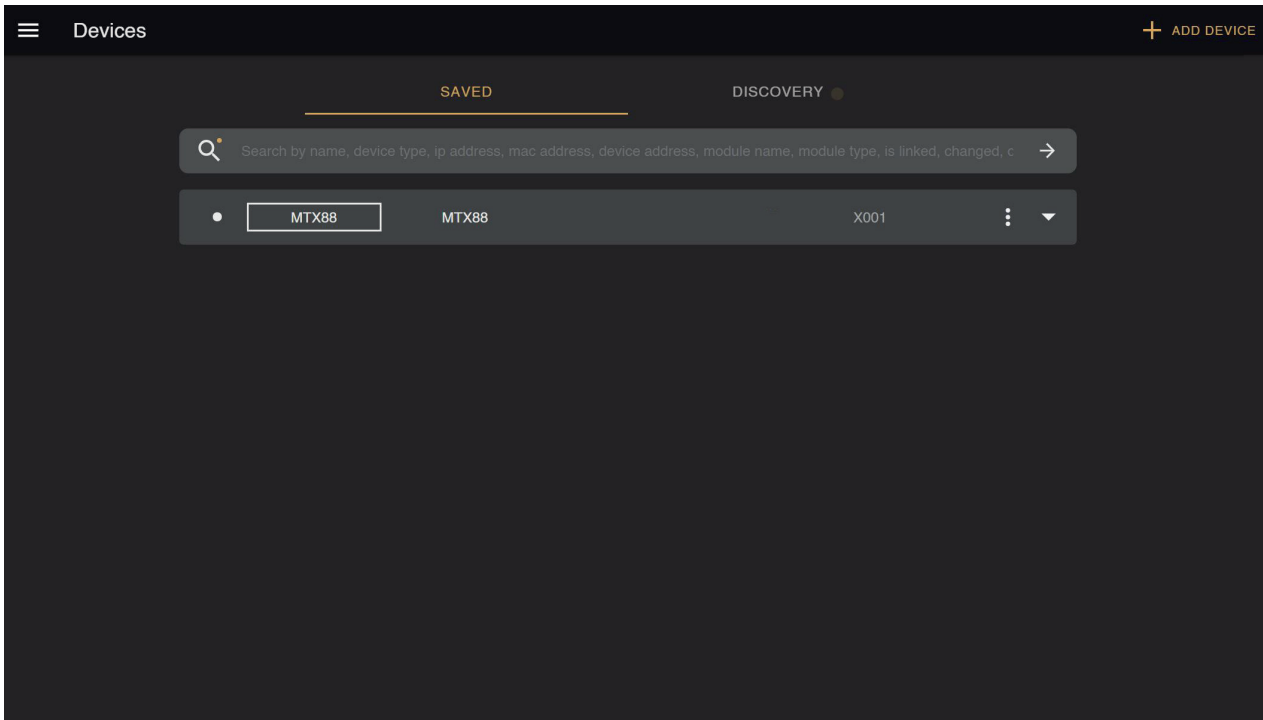 Devices
ADD DEVICE
SAVED
DISCOVERY
Search by name, device type, ip address, mac address, device address, module name, module type, is linked, changed, c
MTX88
MTX88
X001